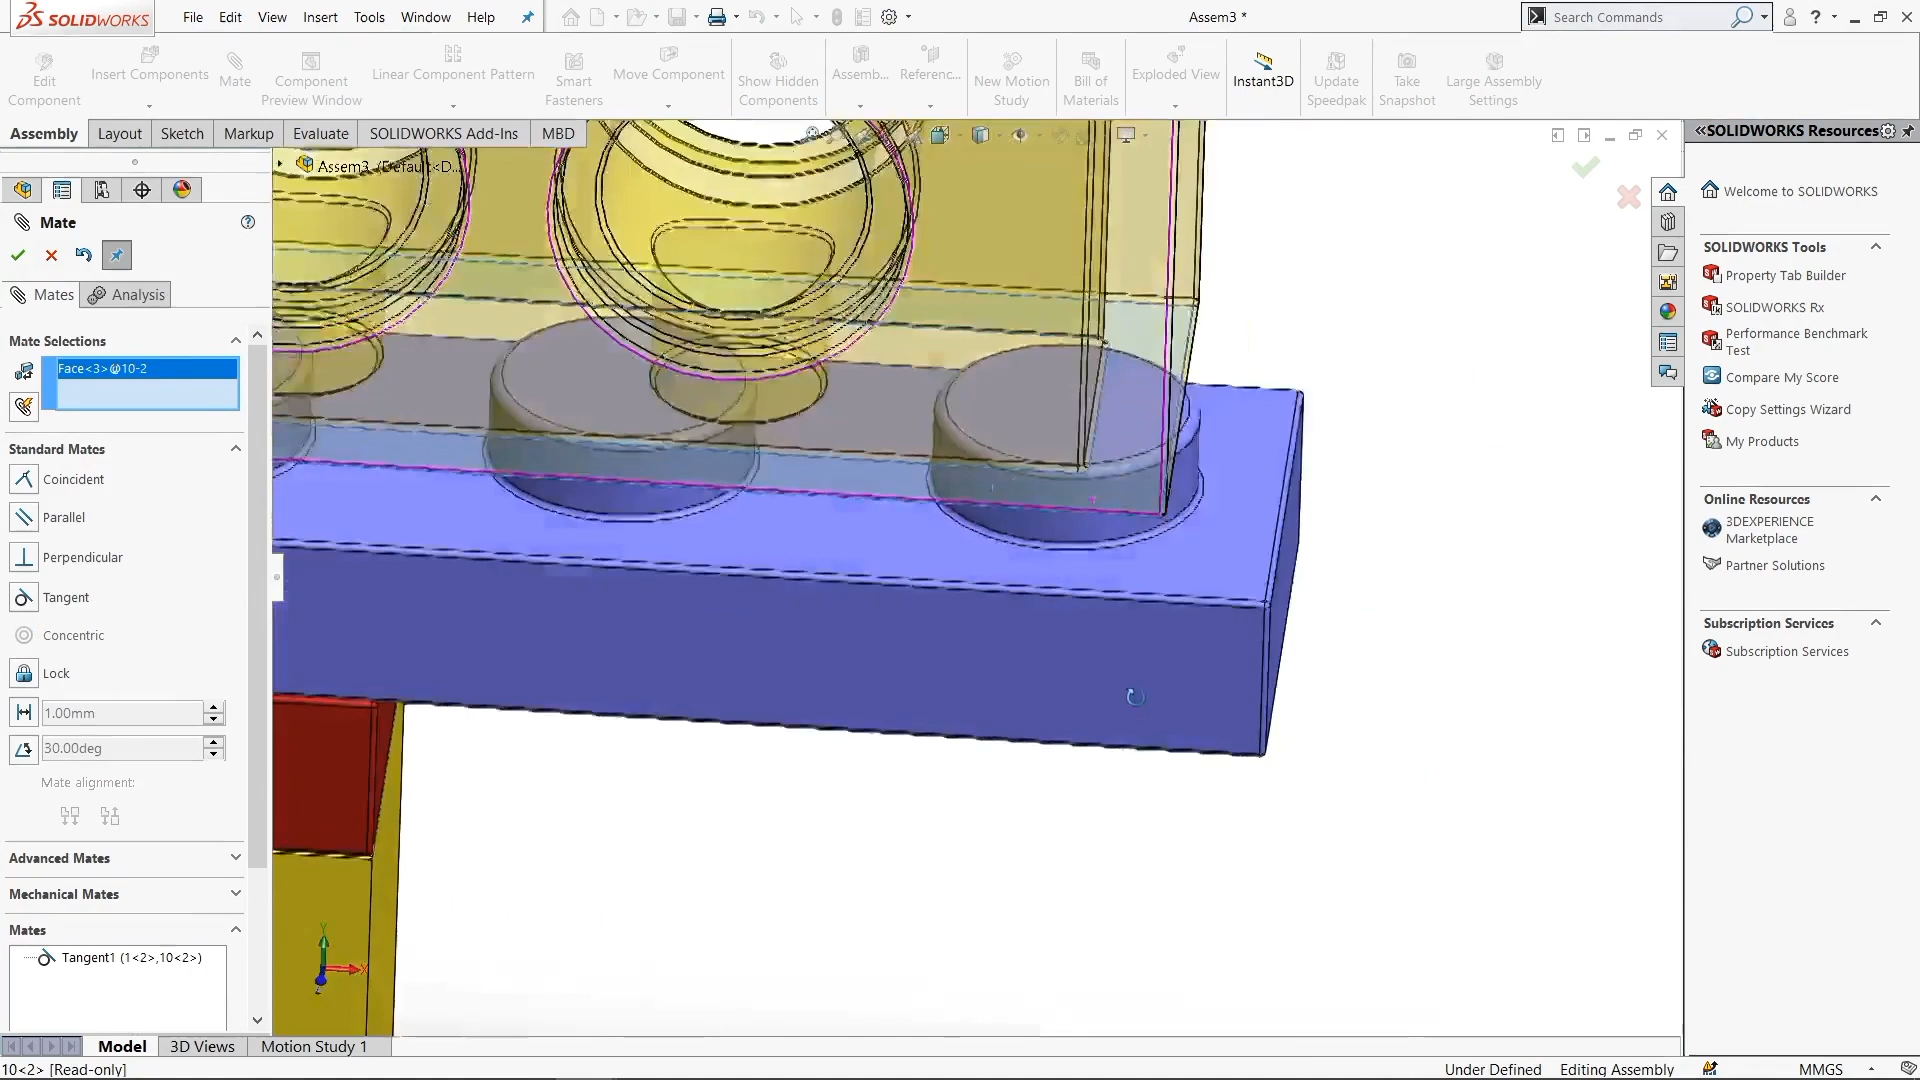 SOLIDWORKS
File Edit View Insert Tools Window Help
Assem3 *
Search Commands
Edit Component
Insert Components
Mate
Component Preview Window
Linear Component Pattern
Smart Fasteners
Move Component
Show Hidden Components
Assemb...
Referenc...
New Motion Study
Bill of Materials
Exploded View
Instant3D
Update Speedpak
Take Snapshot
Large Assembly Settings
Assembly Layout Sketch Markup Evaluate SOLIDWORKS Add-Ins MBD
Assem3 (Default<D...
Mate
Mates Analysis
Mate Selections
Face<3>@10-2
Standard Mates
Coincident
Parallel
Perpendicular
Tangent
Concentric
Lock
1.00mm
30.00deg
Mate alignment:
Advanced Mates
Mechanical Mates
Mates
Tangent1 (1<2>,10<2>)
Y
X
SOLIDWORKS Resources
Welcome to SOLIDWORKS
SOLIDWORKS Tools
Property Tab Builder
SOLIDWORKS Rx
Performance Benchmark
Test
Compare My Score
Copy Settings Wizard
My Products
Online Resources
3DEXPERIENCE
Marketplace
Partner Solutions
Subscription Services
Subscription Services
Model 3D Views Motion Study 1
10<2> [Read-only]
Under Defined Editing Assembly MMGS